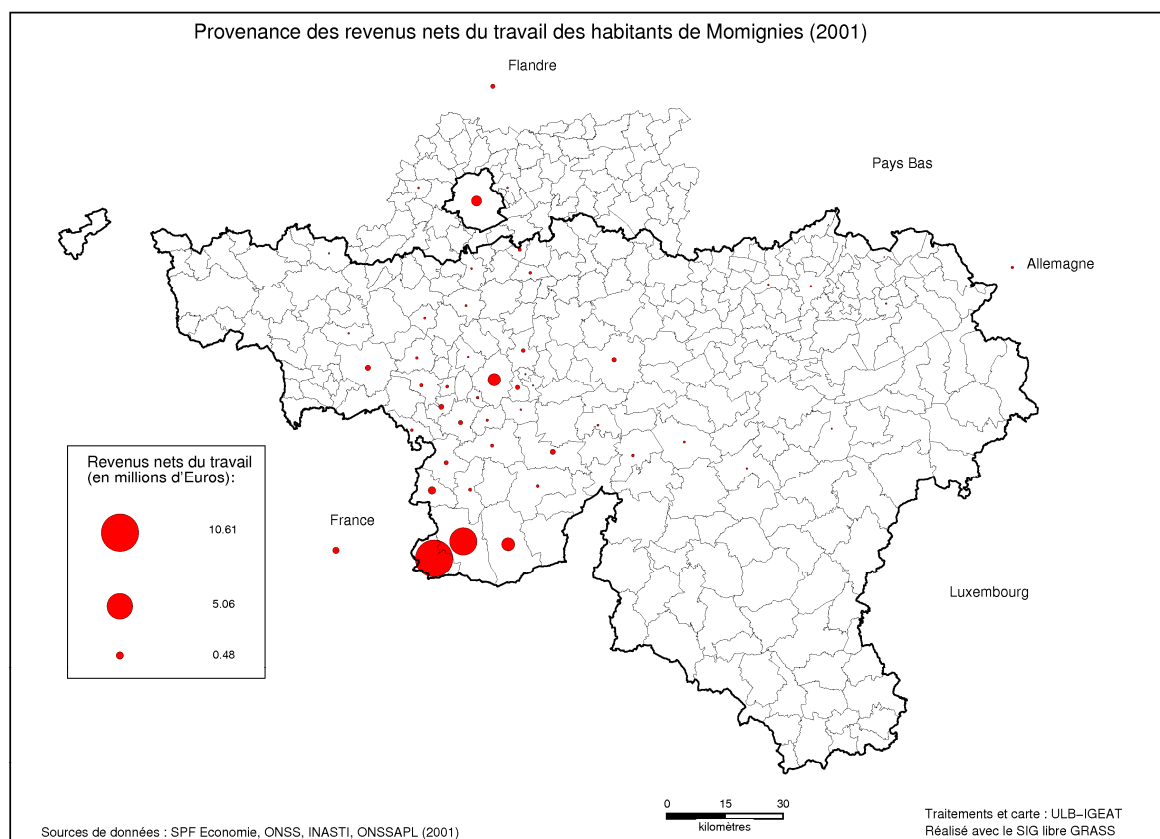 Provenance des revenus nets du travail des habitants de Momignies (2001)
Flandre
Pays Bas
Allemagne
Revenus nets du travail
(en millions d'Euros):
10.61
5.06
0.48
France
Luxembourg
0 15 30
kilomètres
Sources de données : SPF Economie, ONSS, INASTI, ONSSAPL (2001)
Traitements et carte : ULB-IGEAT
Réalisé avec le SIG libre GRASS